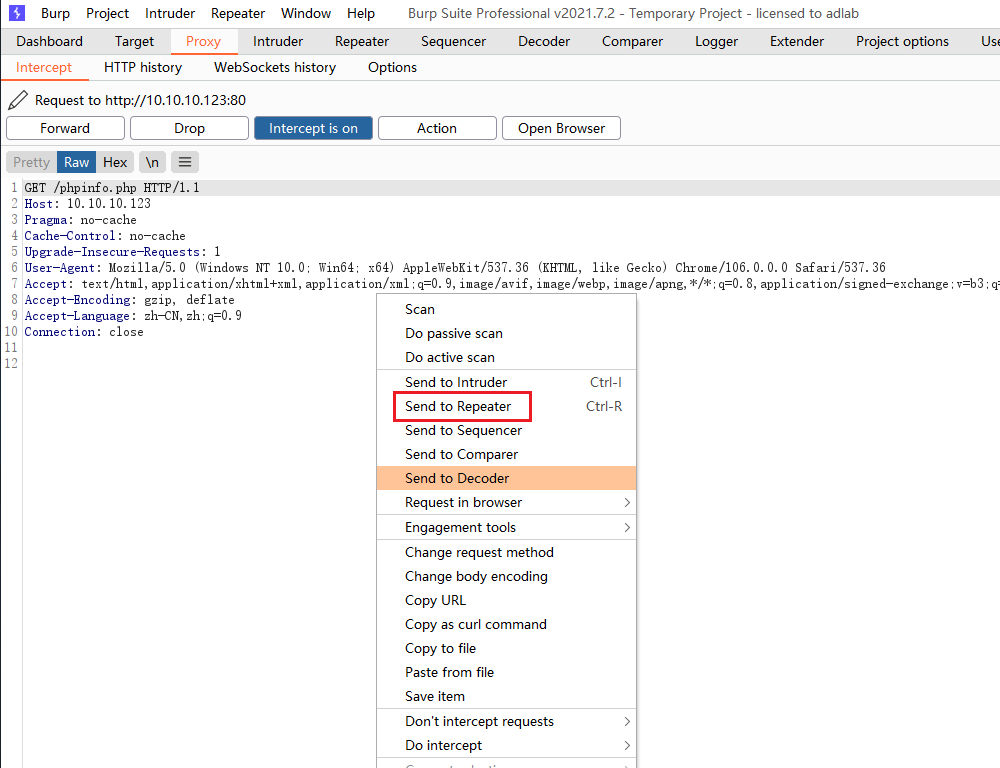 Burp Project Intruder Repeater Window Help Burp Suite Professional v2021.7.2 - Temporary Project - licensed to adlab
Dashboard Target Proxy Intruder Repeater Sequencer Decoder Comparer Logger Extender Project options Use
Intercept HTTP history WebSockets history Options
Request to http://10.10.10.123:80
Forward Drop Intercept is on Action Open Browser
Pretty Raw Hex \n
1 GET /phpinfo.php HTTP/1.1
2 Host: 10.10.10.123
3 Pragma: no-cache
4 Cache-Control: no-cache
5 Upgrade-Insecure-Requests: 1
6 User-Agent: Mozilla/5.0 (Windows NT 10.0; Win64; x64) AppleWebKit/537.36 (KHTML, like Gecko) Chrome/106.0.0.0 Safari/537.36
7 Accept: text/html,application/xhtml+xml,application/xml;q=0.9,image/avif,image/webp,image/apng,*/*;q=0.8,application/signed-exchange;v=b3;q=
8 Accept-Encoding: gzip, deflate
9 Accept-Language: zh-CN,zh;q=0.9
10 Connection: close
11
12
Scan
Do passive scan
Do active scan
Send to Intruder Ctrl-I
Send to Repeater Ctrl-R
Send to Sequencer
Send to Comparer
Send to Decoder
Request in browser
Engagement tools
Change request method
Change body encoding
Copy URL
Copy as curl command
Copy to file
Paste from file
Save item
Don't intercept requests
Do intercept